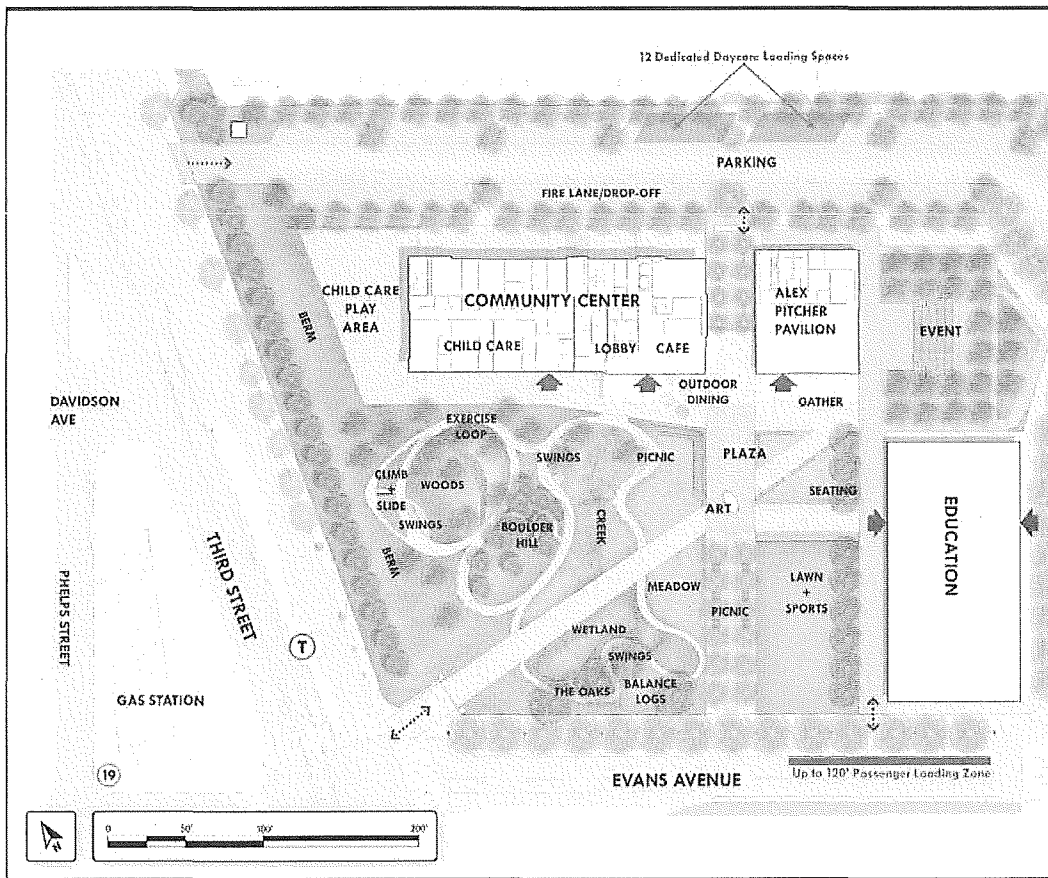 12 Dedicated Daycare Loading Spaces
PARKING
FIRE LANE/DROP-OFF
CHILD CARE
PLAY
AREA
BERM
COMMUNITY CENTER
CHILD CARE
LOBBY
CAFE
ALEX
PITCHER
PAVILION
EVENT
OUTDOOR
DINING
GATHER
DAVIDSON
AVE
EXERCISE
LOOP
SWINGS
PICNIC
PLAZA
CLIMB
+
SLIDE
WOODS
SWINGS
BOULDER
HILL
CREEK
ART
SEATING
EDUCATION
BERM
THIRD STREET
PHELPS STREET
T
MEADOW
PICNIC
LAWN
+
SPORTS
WETLAND
SWINGS
THE OAKS
BALANCE
LOGS
GAS STATION
19
EVANS AVENUE
Up to 120' Passenger Loading Zone
N
0 50' 100' 200'